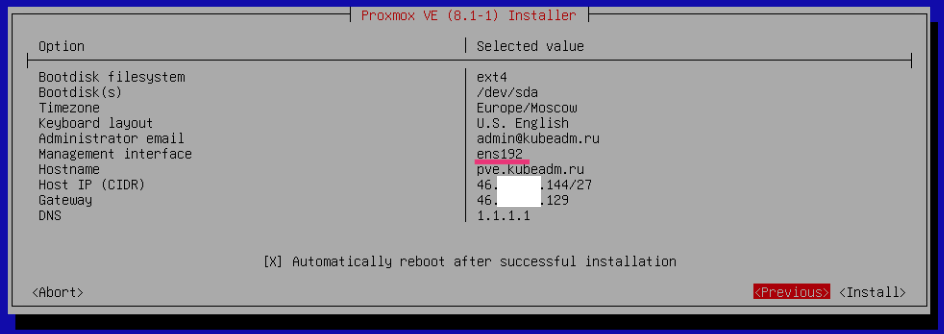 Proxmox VE (8.1-1) Installer
Option Selected value
Bootdisk filesystem ext4
Bootdisk(s) /dev/sda
Timezone Europe/Moscow
Keyboard layout U.S. English
Administrator email admin@kubeadm.ru
Management interface ens192
Hostname pve.kubeadm.ru
Host IP (CIDR) 46. .144/27
Gateway 46. .129
DNS 1.1.1.1
[X] Automatically reboot after successful installation
<Abort> <Previous> <Install>